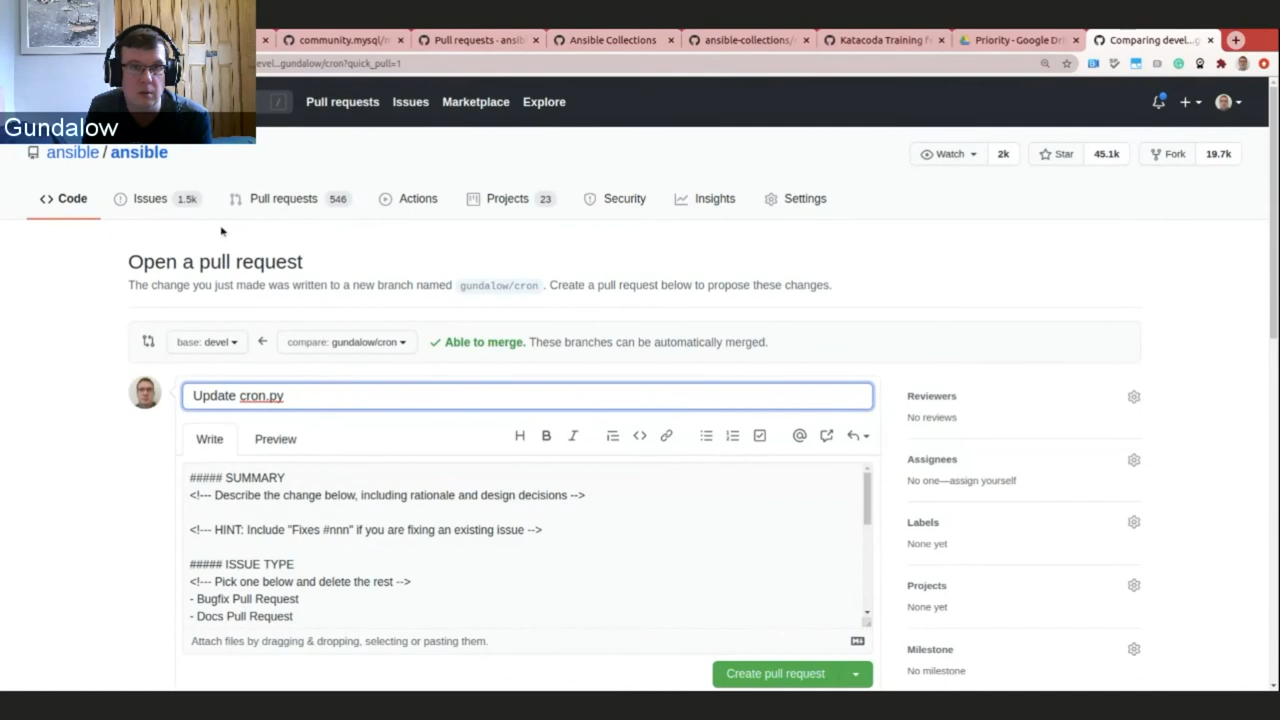 community.mysql/m
Pull requests · ansib
Ansible Collections
ansible-collections/
Katacoda Training f
Priority - Google Dri
Comparing devel...g
devel...gundalow/cron?quick_pull=1
Gundalow
/
Pull requests
Issues
Marketplace
Explore
ansible / ansible
Watch
2k
Star
45.1k
Fork
19.7k
Code
Issues 1.5k
Pull requests 546
Actions
Projects 23
Security
Insights
Settings
Open a pull request
The change you just made was written to a new branch named gundalow/cron . Create a pull request below to propose these changes.
base: devel
compare: gundalow/cron
Able to merge. These branches can be automatically merged.
Update cron.py
Write
Preview
##### SUMMARY
<!--- Describe the change below, including rationale and design decisions -->
<!--- HINT: Include "Fixes #nnn" if you are fixing an existing issue -->
##### ISSUE TYPE
<!--- Pick one below and delete the rest -->
- Bugfix Pull Request
- Docs Pull Request
Attach files by dragging & dropping, selecting or pasting them.
Create pull request
Reviewers
No reviews
Assignees
No one—assign yourself
Labels
None yet
Projects
None yet
Milestone
No milestone